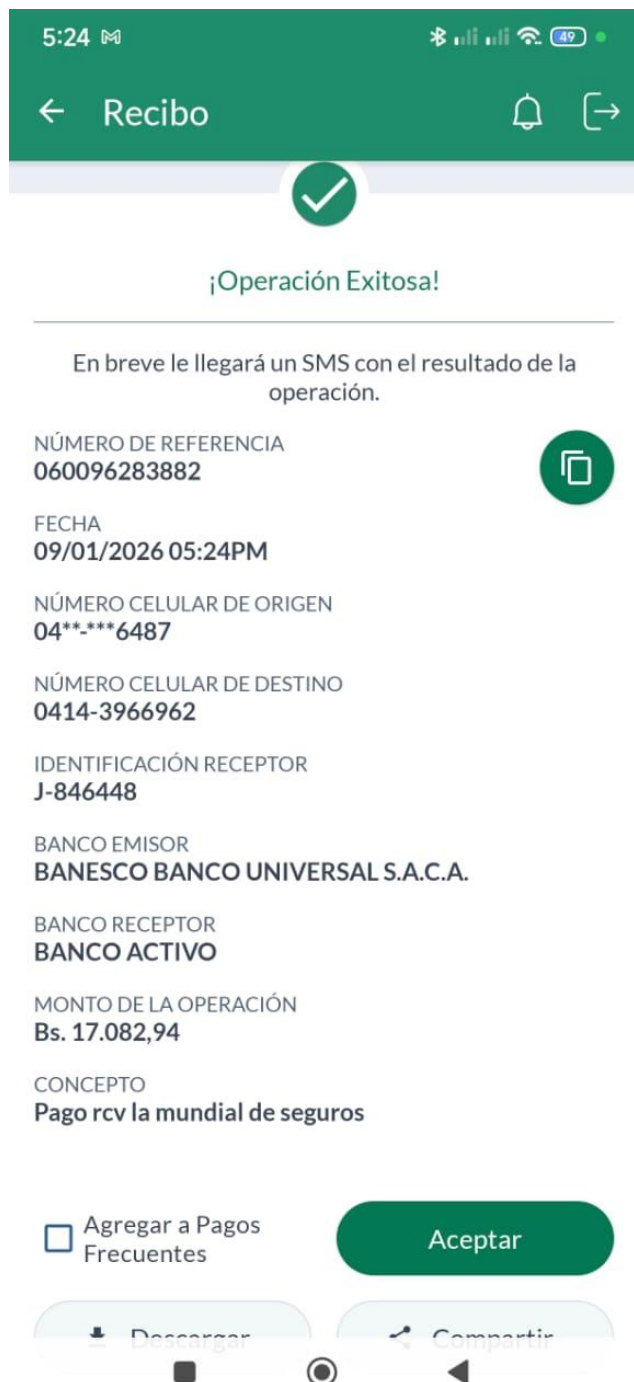 5:24
49
Recibo
¡Operación Exitosa!
En breve le llegará un SMS con el resultado de la
operación.
NÚMERO DE REFERENCIA
060096283882
FECHA
09/01/2026 05:24PM
NÚMERO CELULAR DE ORIGEN
04**-***6487
NÚMERO CELULAR DE DESTINO
0414-3966962
IDENTIFICACIÓN RECEPTOR
J-846448
BANCO EMISOR
BANESCO BANCO UNIVERSAL S.A.C.A.
BANCO RECEPTOR
BANCO ACTIVO
MONTO DE LA OPERACIÓN
Bs. 17.082,94
CONCEPTO
Pago rcv la mundial de seguros
Agregar a Pagos
Frecuentes
Aceptar
Descargar
Compartir